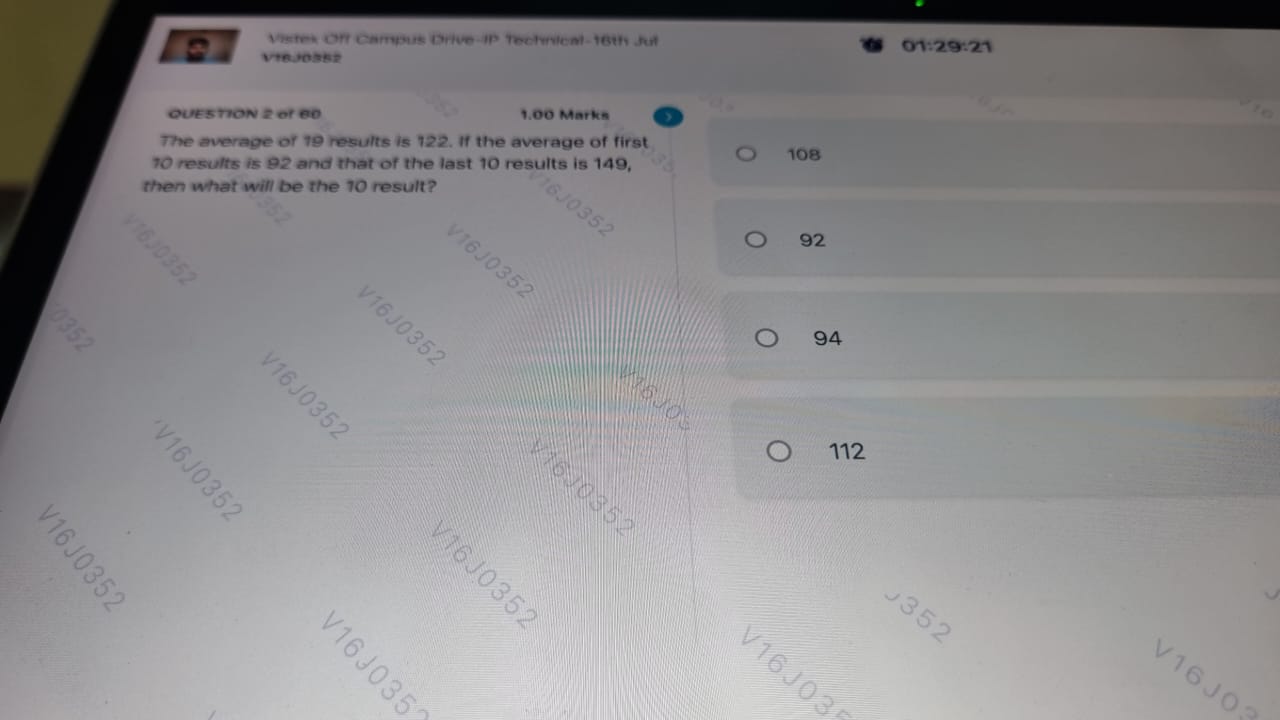 Vistex Off Campus Drive-IP Technical-16th Jul
V16J0352
01:29:21
QUESTION 2 of 60
1.00 Marks
The average of 19 results is 122. If the average of first
10 results is 92 and that of the last 10 results is 149,
then what will be the 10 result?
108
92
94
112
V16J0352
V16J0352
V16J0352
V16J0352
V16J0352
V16J0352
V16J0352
V16J0352
V16J0352
V16J0352